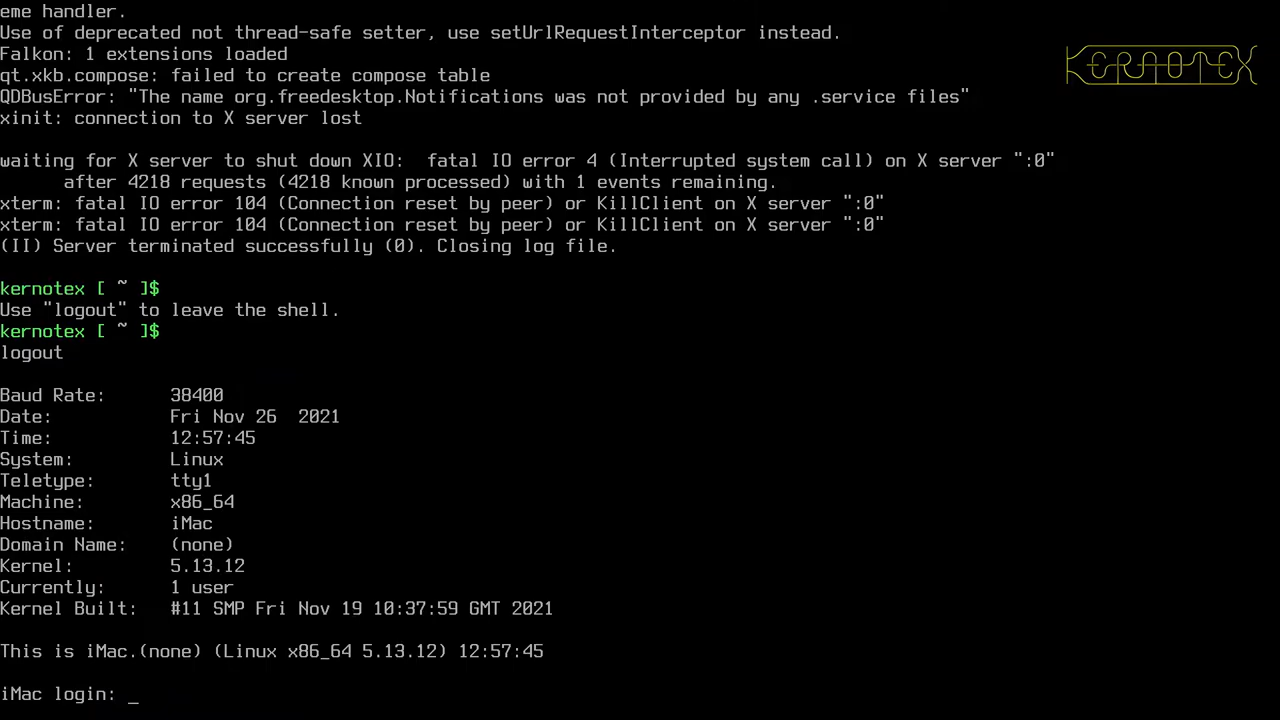 eme handler.
Use of deprecated not thread-safe setter, use setUrlRequestInterceptor instead.
Falkon: 1 extensions loaded
qt.xkb.compose: failed to create compose table
QDBusError: "The name org.freedesktop.Notifications was not provided by any .service files"
xinit: connection to X server lost
waiting for X server to shut down XIO:  fatal IO error 4 (Interrupted system call) on X server ":0"
      after 4218 requests (4218 known processed) with 1 events remaining.
xterm: fatal IO error 104 (Connection reset by peer) or KillClient on X server ":0"
xterm: fatal IO error 104 (Connection reset by peer) or KillClient on X server ":0"
(II) Server terminated successfully (0). Closing log file.
kernotex [ ~ ]$
Use "logout" to leave the shell.
kernotex [ ~ ]$
logout
Baud Rate:      38400
Date:           Fri Nov 26  2021
Time:           12:57:45
System:         Linux
Teletype:       tty1
Machine:        x86_64
Hostname:       iMac
Domain Name:    (none)
Kernel:         5.13.12
Currently:      1 user
Kernel Built:   #11 SMP Fri Nov 19 10:37:59 GMT 2021
This is iMac.(none) (Linux x86_64 5.13.12) 12:57:45
iMac login: _
KERNOTEX